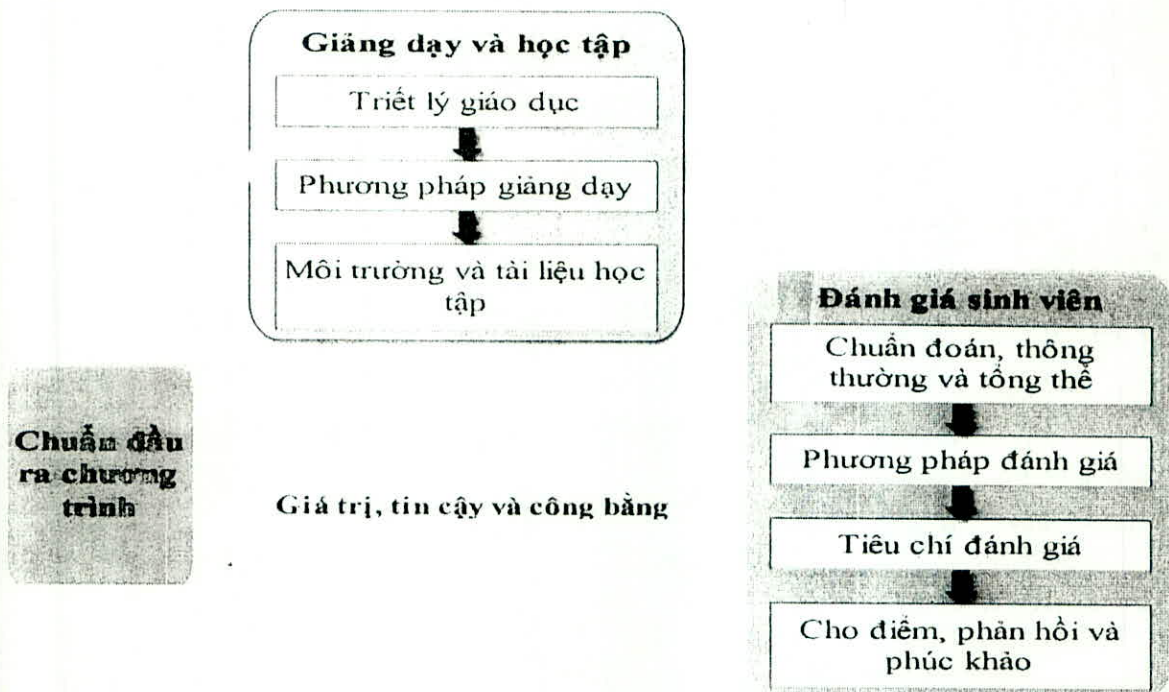 Giảng dạy và học tập
Triết lý giáo dục
Phương pháp giảng dạy
Môi trường và tài liệu học
tập
Đánh giá sinh viên
Chuẩn đoán, thông
thường và tổng thể
Phương pháp đánh giá
Tiêu chí đánh giá
Cho điểm, phản hồi và
phúc khảo
Chuẩn đầu
ra chương
trình
Giá trị, tin cậy và công bằng